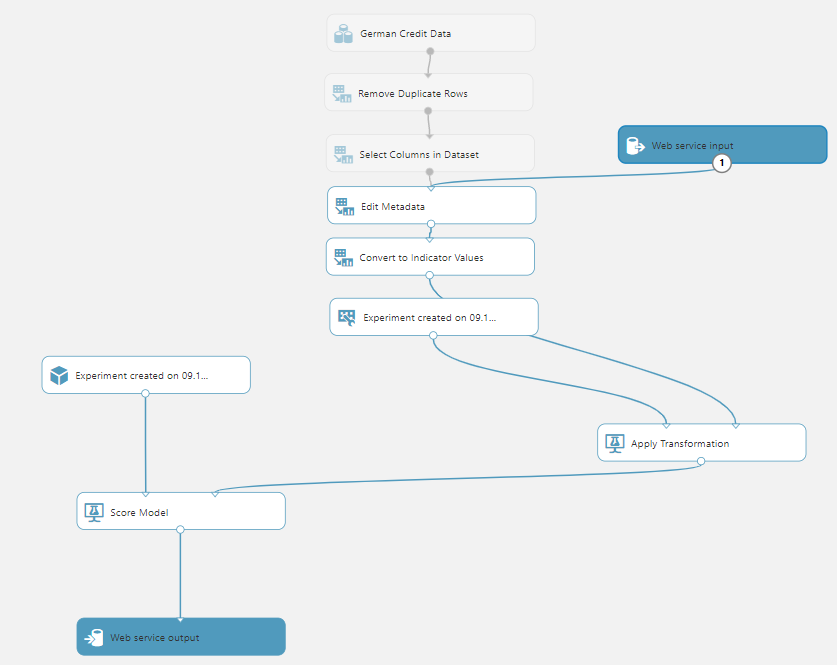 German Credit Data
Remove Duplicate Rows
Web service input
1
Select Columns in Dataset
Edit Metadata
Convert to Indicator Values
Experiment created on 09.1...
Experiment created on 09.1...
Apply Transformation
Score Model
Web service output